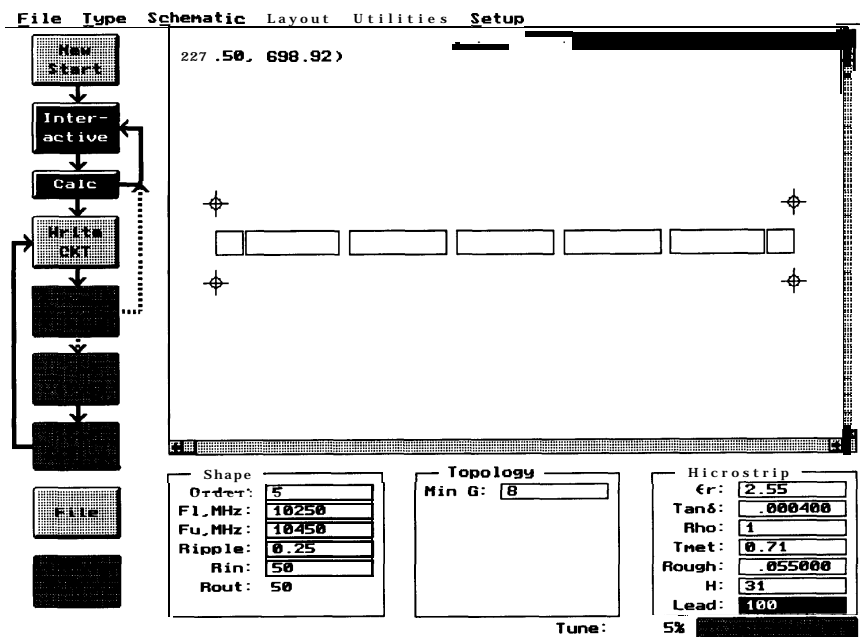 File Type Schematic Layout Utilities Setup
New
Start
227 .50, 698.92)
Inter-
active
Calc
Write
CKT
File
Shape
Order: 5
Fl,MHz: 10250
Fu,MHz: 10450
Ripple: 0.25
Rin: 50
Rout: 50
Topology
Min G: 8
Hicrostrip
εr: 2.55
Tanδ: .000400
Rho: 1
Tmet: 0.71
Rough: .055000
H: 31
Lead: 100
Tune: 5%